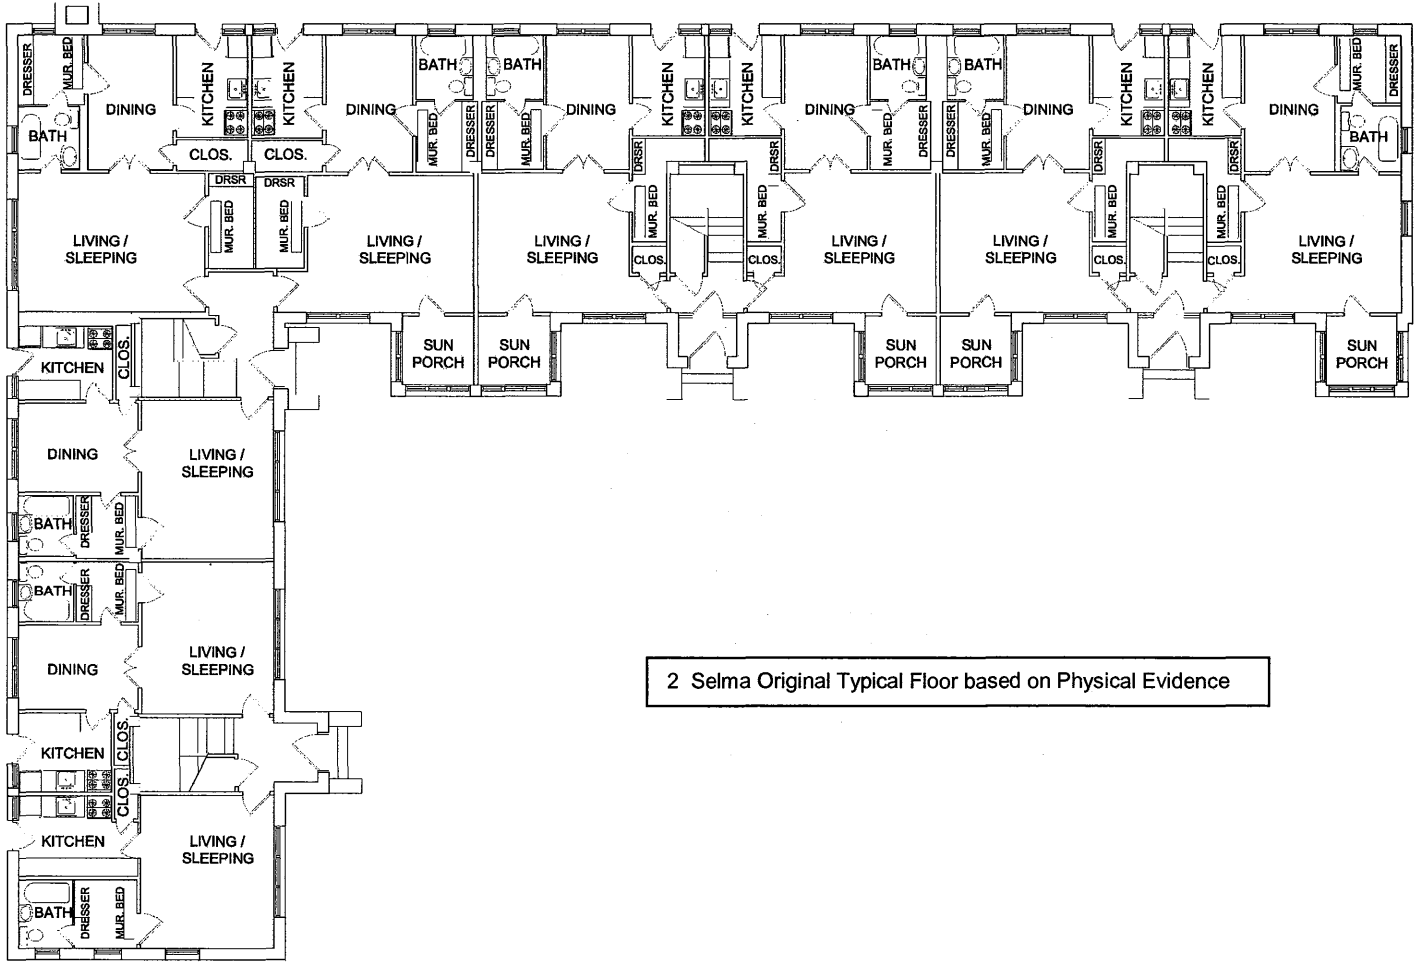 DRESSER
MUR. BED
DINING
KITCHEN
KITCHEN
DINING
BATH
BATH
DINING
KITCHEN
KITCHEN
DINING
BATH
BATH
DINING
KITCHEN
KITCHEN
DINING
MUR. BED
DRESSER
BATH
CLOS.
CLOS.
MUR. BED
DRESSER
DRESSER
MUR. BED
DRSR
DRSR
MUR. BED
DRESSER
DRESSER
MUR. BED
DRSR
DRSR
BATH
DRSR
MUR. BED
DRSR
MUR. BED
MUR. BED
MUR. BED
MUR. BED
MUR. BED
LIVING /
SLEEPING
LIVING /
SLEEPING
LIVING /
SLEEPING
CLOS.
CLOS.
LIVING /
SLEEPING
LIVING /
SLEEPING
CLOS.
CLOS.
LIVING /
SLEEPING
KITCHEN
CLOS.
SUN
PORCH
SUN
PORCH
SUN
PORCH
SUN
PORCH
SUN
PORCH
DINING
LIVING /
SLEEPING
BATH
DRESSER
MUR. BED
BATH
DRESSER
MUR. BED
DINING
LIVING /
SLEEPING
2 Selma Original Typical Floor based on Physical Evidence
KITCHEN
CLOS.
CLOS.
KITCHEN
LIVING /
SLEEPING
BATH
DRESSER
MUR. BED